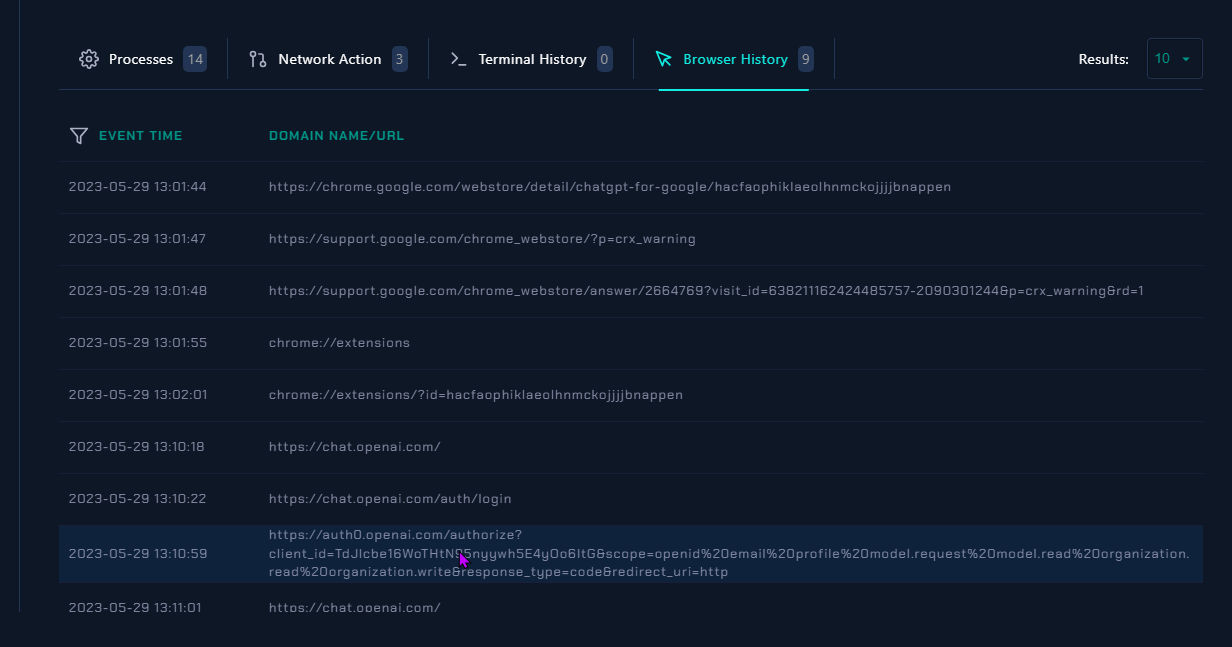 Processes 14 Network Action 3 Terminal History 0 Browser History 9 Results: 10
EVENT TIME DOMAIN NAME/URL
2023-05-29 13:01:44 https://chrome.google.com/webstore/detail/chatgpt-for-google/hacfaophiklaeolhnmckojjjjbnappen
2023-05-29 13:01:47 https://support.google.com/chrome_webstore/?p=crx_warning
2023-05-29 13:01:48 https://support.google.com/chrome_webstore/answer/2664769?visit_id=638211162424485757-2090301244&p=crx_warning&rd=1
2023-05-29 13:01:55 chrome://extensions
2023-05-29 13:02:01 chrome://extensions/?id=hacfaophiklaeolhnmckojjjjbnappen
2023-05-29 13:10:18 https://chat.openai.com/
2023-05-29 13:10:22 https://chat.openai.com/auth/login
https://auth0.openai.com/authorize?
2023-05-29 13:10:59 client_id=TdJIcbe16WoTHtN95nyywh5E4yOo6ItG&scope=openid%20email%20profile%20model.request%20model.read%20organization.
read%20organization.write&response_type=code&redirect_uri=http
2023-05-29 13:11:01 https://chat.openai.com/